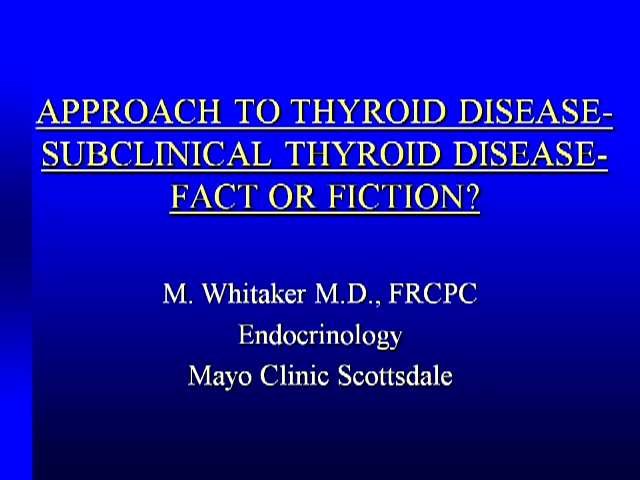 APPROACH TO THYROID DISEASE-
SUBCLINICAL THYROID DISEASE-
FACT OR FICTION?
M. Whitaker M.D., FRCPC
Endocrinology
Mayo Clinic Scottsdale